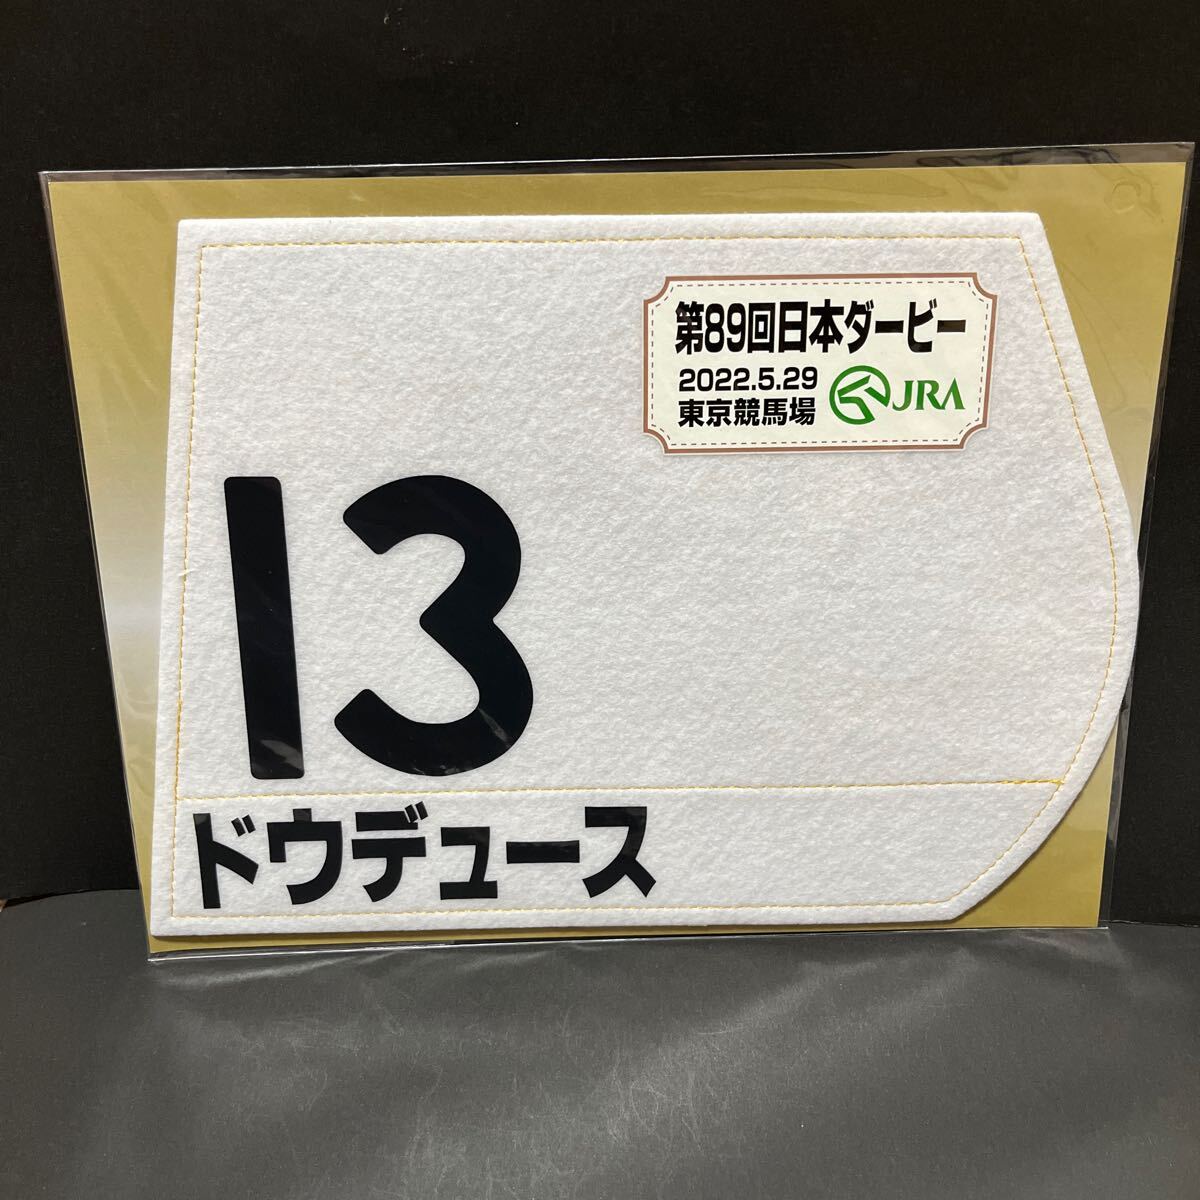 第89回日本ダービー
2022.5.29
東京競馬場
JRA
13
ドウデュース